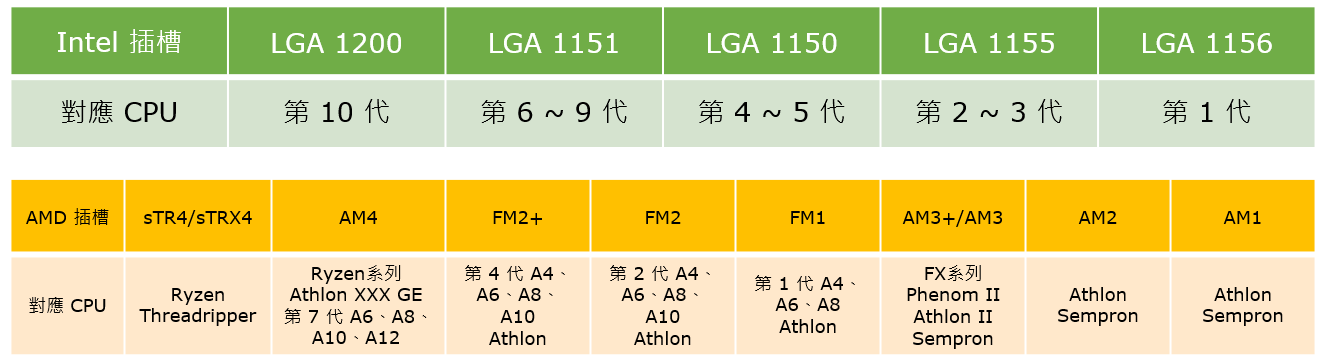 Intel 插槽 LGA 1200 LGA 1151 LGA 1150 LGA 1155 LGA 1156
對應 CPU 第 10 代 第 6 ~ 9 代 第 4 ~ 5 代 第 2 ~ 3 代 第 1 代
AMD 插槽 sTR4/sTRX4 AM4 FM2+ FM2 FM1 AM3+/AM3 AM2 AM1
對應 CPU
Ryzen
Threadripper
Ryzen系列
Athlon XXX GE
第 7 代 A6、A8、
A10、A12
第 4 代 A4、
A6、A8、
A10
Athlon
第 2 代 A4、
A6、A8、
A10
Athlon
第 1 代 A4、
A6、A8
Athlon
FX系列
Phenom II
Athlon II
Sempron
Athlon
Sempron
Athlon
Sempron